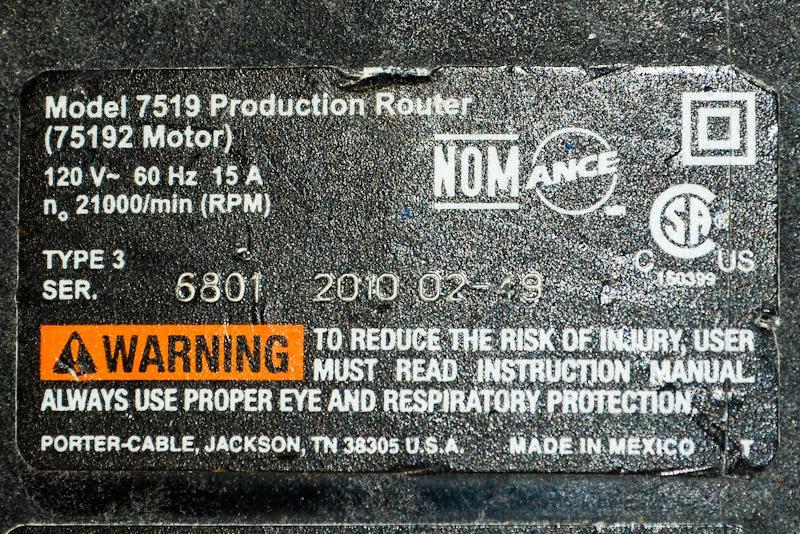 Model 7519 Production Router
(75192 Motor)
120 V~ 60 Hz 15 A
n₀ 21000/min (RPM)
NOM ANCE
SA
C US
160399
TYPE 3
SER. 6801 2010 02-49
WARNING TO REDUCE THE RISK OF INJURY, USER
MUST READ INSTRUCTION MANUAL.
ALWAYS USE PROPER EYE AND RESPIRATORY PROTECTION.
PORTER-CABLE, JACKSON, TN 38305 U.S.A. MADE IN MEXICO T